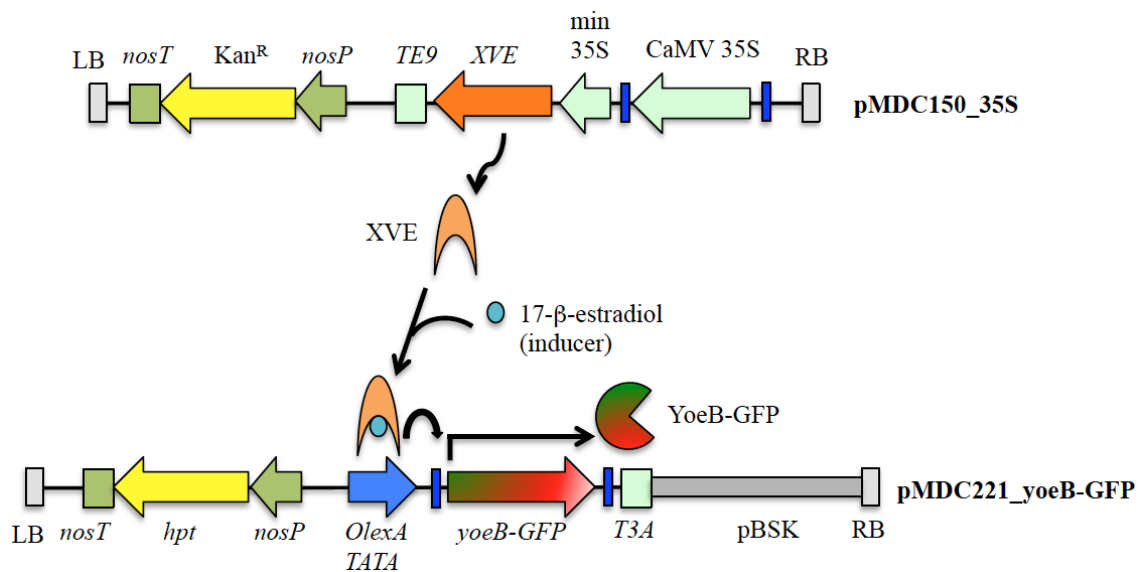 min
LB nosT Kanᴿ nosP TE9 XVE 35S CaMV 35S RB
pMDC150_35S
XVE
17-β-estradiol
(inducer)
YoeB-GFP
pMDC221_yoeB-GFP
LB nosT hpt nosP OlexA yoeB-GFP T3A pBSK RB
TATA